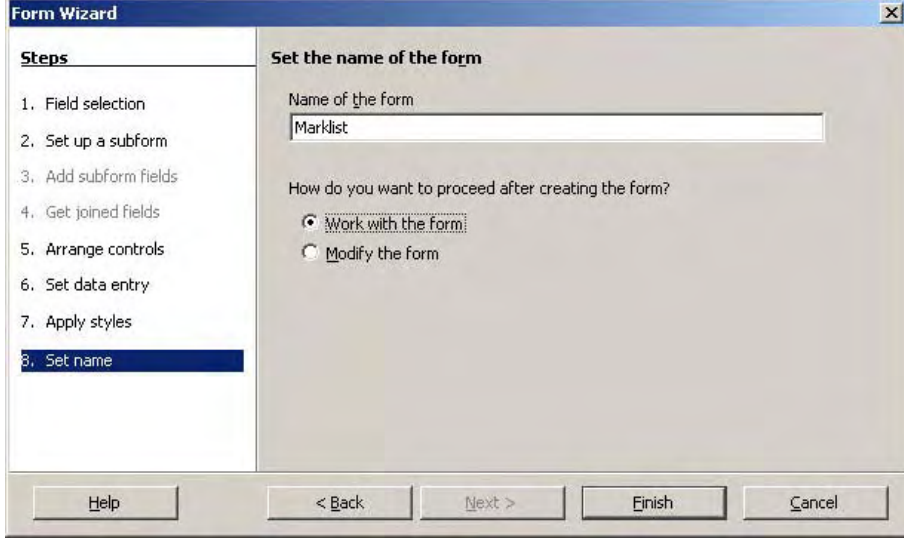 Form Wizard
Steps
1. Field selection
2. Set up a subform
3. Add subform fields
4. Get joined fields
5. Arrange controls
6. Set data entry
7. Apply styles
8. Set name
Set the name of the form
Name of the form
Marklist
How do you want to proceed after creating the form?
Work with the form
Modify the form
Help
< Back
Next >
Finish
Cancel